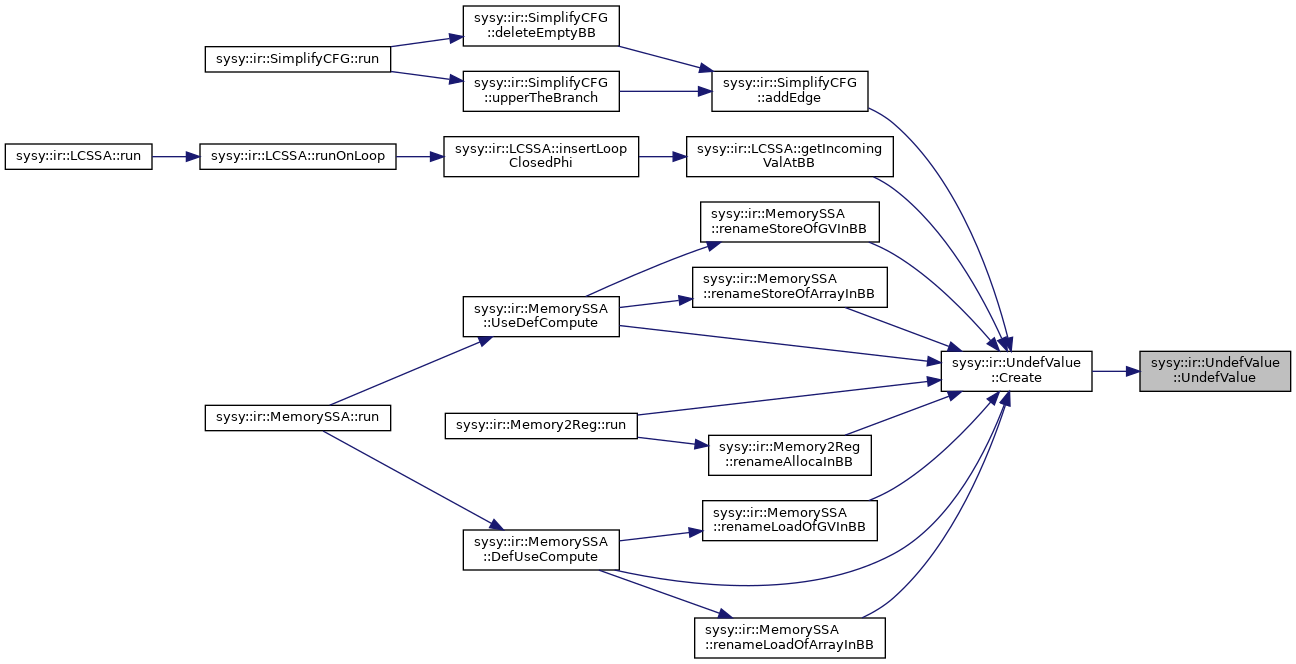 sysy::ir::SimplifyCFG
::deleteEmptyBB
sysy::ir::SimplifyCFG::run
sysy::ir::SimplifyCFG
::upperTheBranch
sysy::ir::SimplifyCFG
::addEdge
sysy::ir::LCSSA::run
sysy::ir::LCSSA::runOnLoop
sysy::ir::LCSSA::insertLoop
ClosedPhi
sysy::ir::LCSSA::getIncoming
ValAtBB
sysy::ir::MemorySSA
::renameStoreOfGVInBB
sysy::ir::MemorySSA
::renameStoreOfArrayInBB
sysy::ir::MemorySSA
::UseDefCompute
sysy::ir::UndefValue
::Create
sysy::ir::UndefValue
::UndefValue
sysy::ir::MemorySSA::run
sysy::ir::Memory2Reg::run
sysy::ir::Memory2Reg
::renameAllocaInBB
sysy::ir::MemorySSA
::renameLoadOfGVInBB
sysy::ir::MemorySSA
::DefUseCompute
sysy::ir::MemorySSA
::renameLoadOfArrayInBB